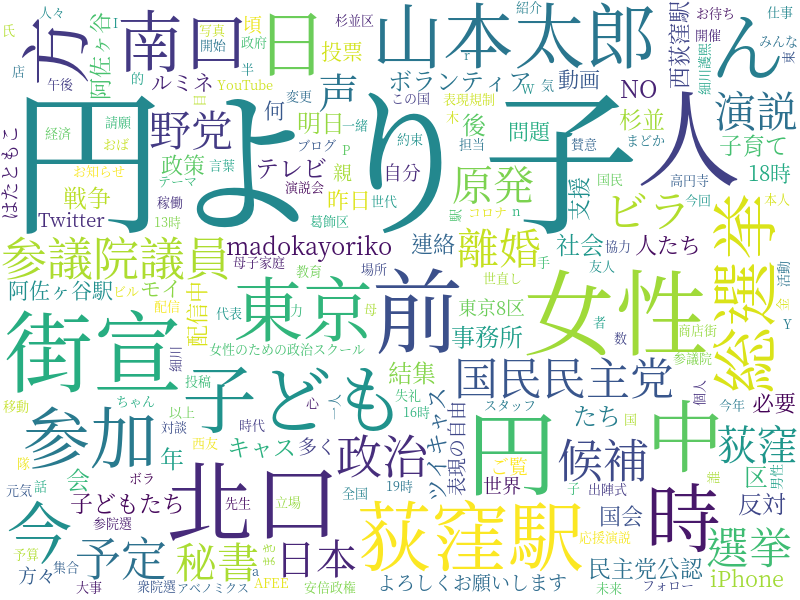 人々
氏
店
写真
開始
政府
頃
半
的
午後
方
阿佐ヶ谷
ルミネ
YouTube
南口
日
杉並区
投票
I
声
山本太郎
ボランティア
紹介
r
W
気
動画
この国
表現規制
お待ち
開催
仕事
みんな
東
西荻窪駅
細川護熙
ん
NO
円より子
人
演説
杉並
まどか
子育て
18時
高円寺
国民
今回
本人
はたともこ
経済
請願
おば
お知らせ
テーマ
稼働
戦争
政策
野党
何
変更
明日
一緒
約束
ブログ
P
言葉
テレビ
親
自分
演説会
昨日
世代
13時
葛飾区
Twitter
後
問題
木
担当
賛意
原発
支援
駅
コロナ
n
ビラ
参議院議員
madokayoriko
連絡
離婚
社会
協力
人たち
総選挙
母子家庭
教育
場所
世直し
手
友人
活動
阿佐ヶ谷駅
モイ
ビル
配信
配信中
代表
力
母
東京
前
東京8区
者
数
女性
商店街
金
Y
街宣
細川
女性のための政治スクール
事務所
参議院
個人
投稿
結集
子ども
国民民主党
移動
ちゃん
以上
対談
時代
心
一人
失礼
16時
スタッフ
たち
国
今年
必要
参加
西友
キャス
多く
政治
ツイキャス
表現の自由
円
候補
中
荻窪
隊
元気
話
ボラ
年
会
子どもたち
参院選
北口
先生
立場
19時
全国
ご覧
世界
子
出陣式
時
区
反対
男性
誰
今
予定
予算
方々
集合
大事
衆院選
秘書
アベノミクス
a
AFEE
日本
安倍政権
荻窪駅
よろしくお願いします
応援演説
国会
民主党公認
未来
フォロー
選挙
iPhone